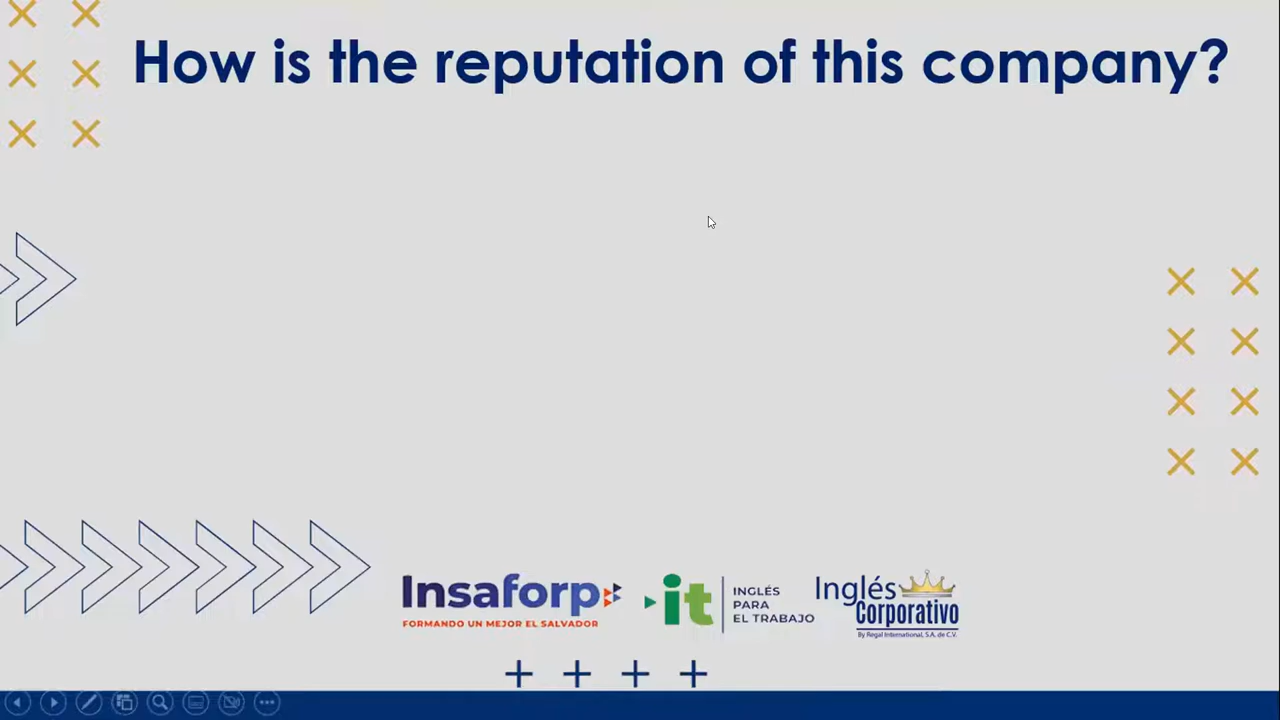 How is the reputation of this company?
Insaforp
FORMANDO UN MEJOR EL SALVADOR
it
INGLÉS
PARA
EL TRABAJO
Inglés
Corporativo
By Regal International, S.A. de C.V.